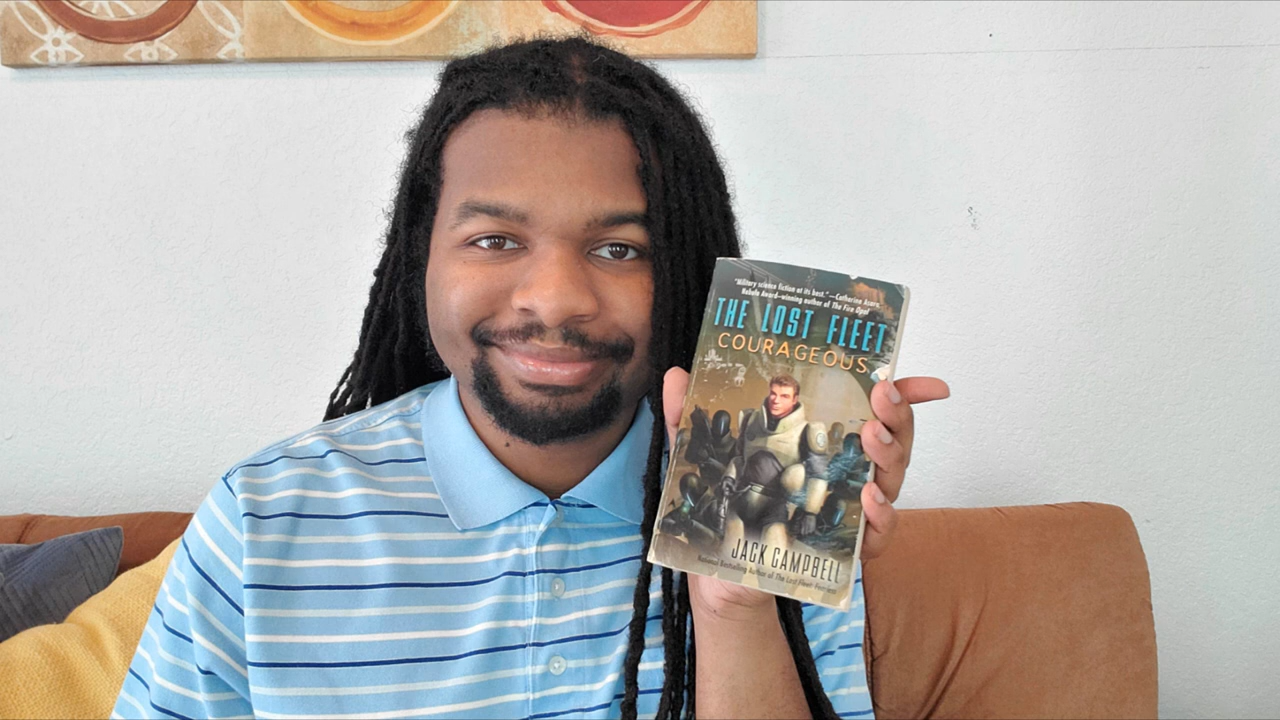 "Military science fiction at its best." —Catherine Asaro,
Nebula Award–winning author of The Fire Opal
THE LOST FLEET
COURAGEOUS
JACK CAMPBELL
National Bestselling Author of The Lost Fleet: Fearless